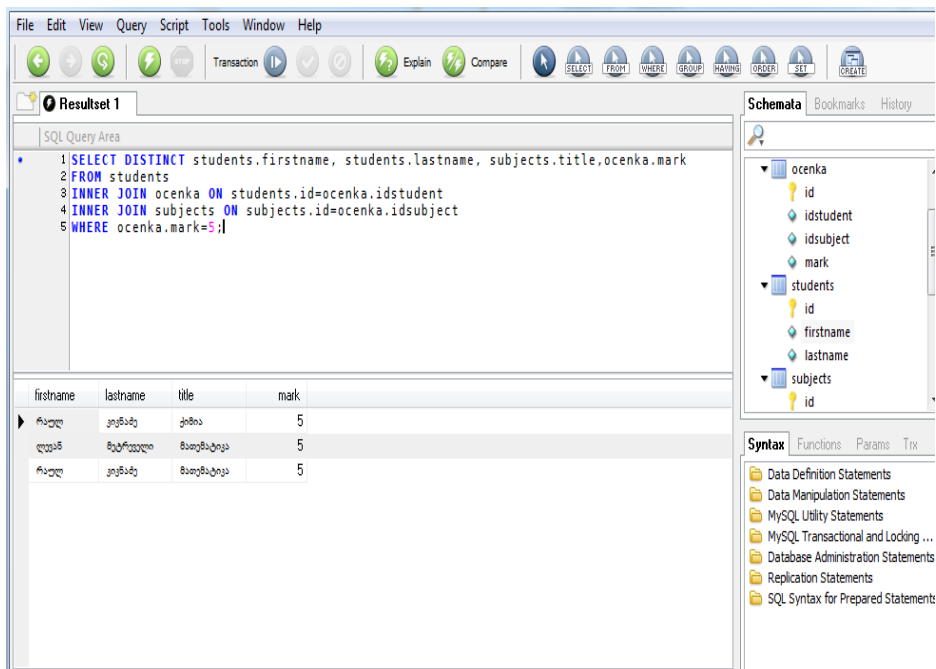 File Edit View Query Script Tools Window Help
STOP Transaction Explain Compare SELECT FROM WHERE GROUP HAVING ORDER SET CREATE
Resultset 1
SQL Query Area
1 SELECT DISTINCT students.firstname, students.lastname, subjects.title,ocenka.mark
2 FROM students
3 INNER JOIN ocenka ON students.id=ocenka.idstudent
4 INNER JOIN subjects ON subjects.id=ocenka.idsubject
5 WHERE ocenka.mark=5;
firstname lastname title mark
რაულ კიკნაძე ქიმია 5
ლევან მეტრეველი მათემატიკა 5
რაულ კიკნაძე მათემატიკა 5
Schemata Bookmarks History
ocenka
id
idstudent
idsubject
mark
students
id
firstname
lastname
subjects
id
Syntax Functions Params Trx
Data Definition Statements
Data Manipulation Statements
MySQL Utility Statements
MySQL Transactional and Locking ...
Database Administration Statements
Replication Statements
SQL Syntax for Prepared Statements